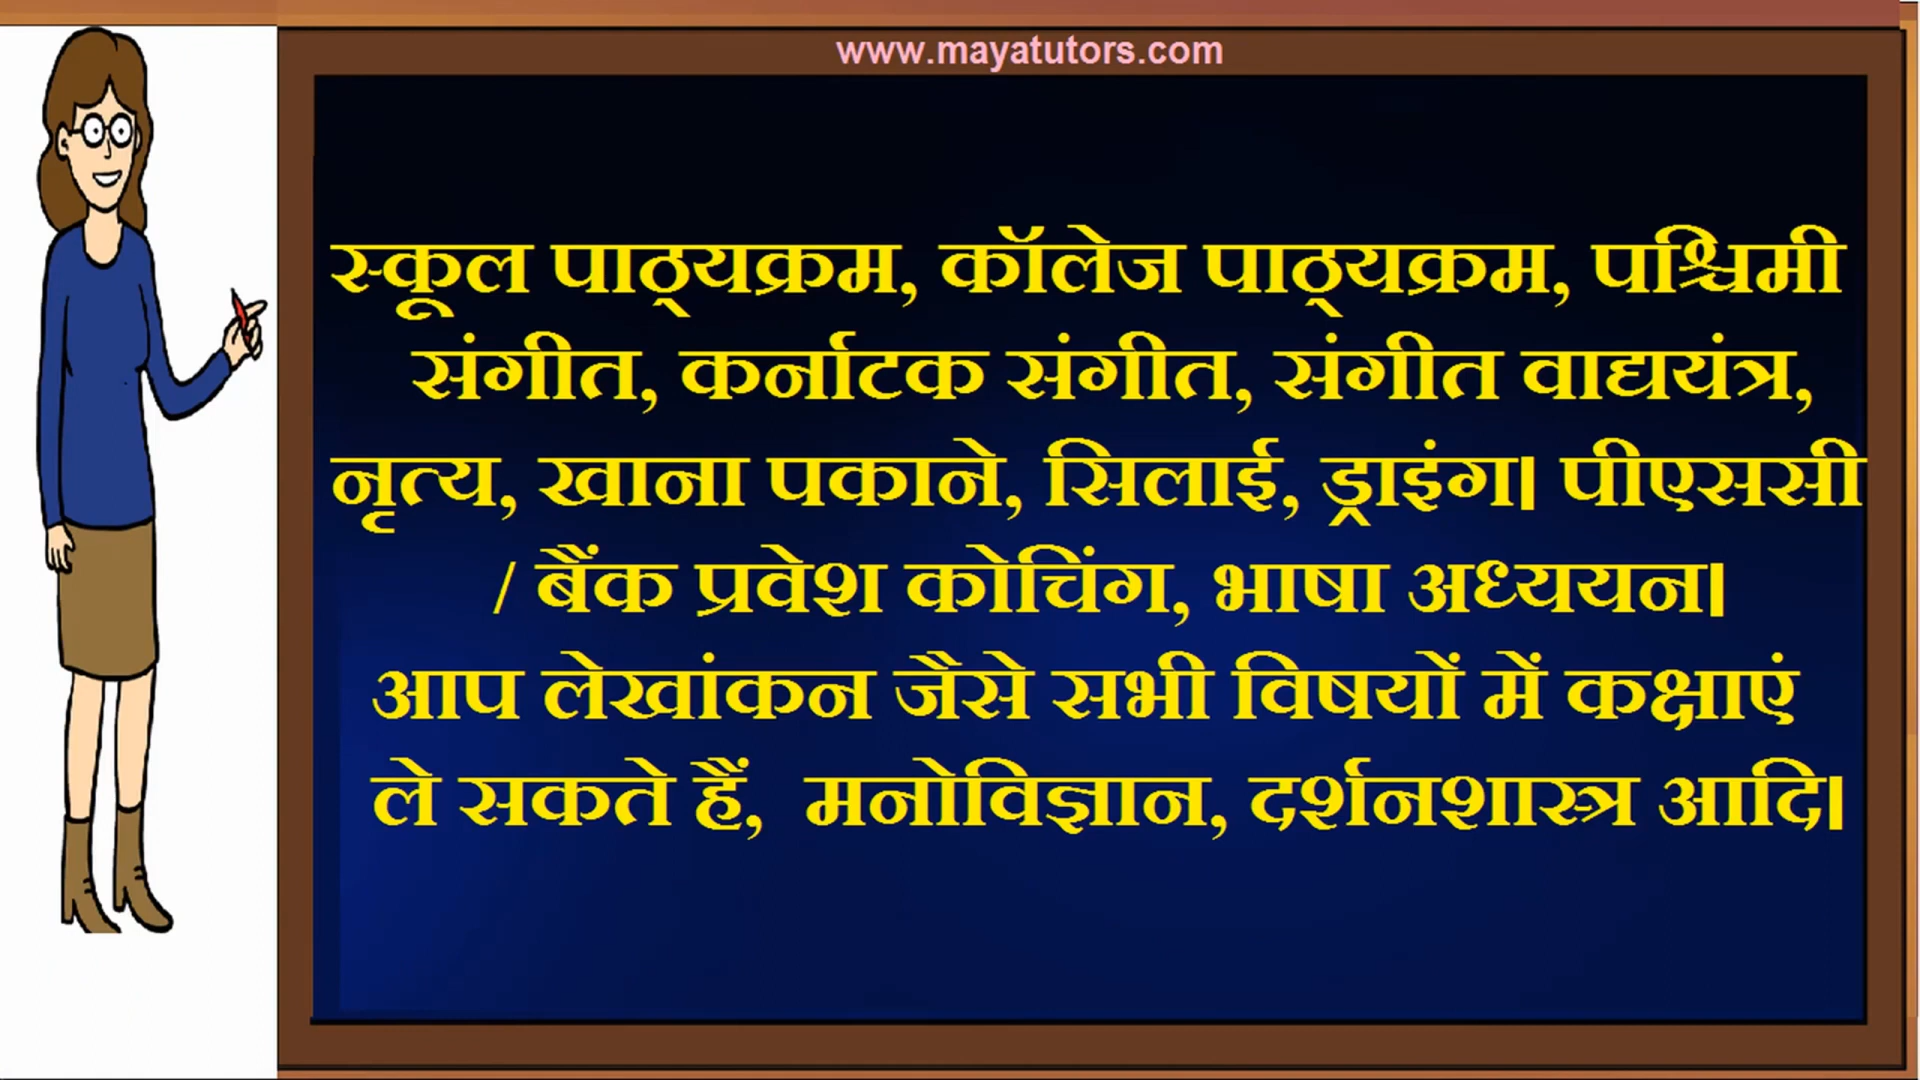 www.mayatutors.com
स्कूल पाठ्यक्रम, कॉलेज पाठ्यक्रम, पश्चिमी
संगीत, कर्नाटक संगीत, संगीत वाद्ययंत्र,
नृत्य, खाना पकाने, सिलाई, ड्राइंग। पीएससी
/ बैंक प्रवेश कोचिंग, भाषा अध्ययन।
आप लेखांकन जैसे सभी विषयों में कक्षाएं
ले सकते हैं, मनोविज्ञान, दर्शनशास्त्र आदि।